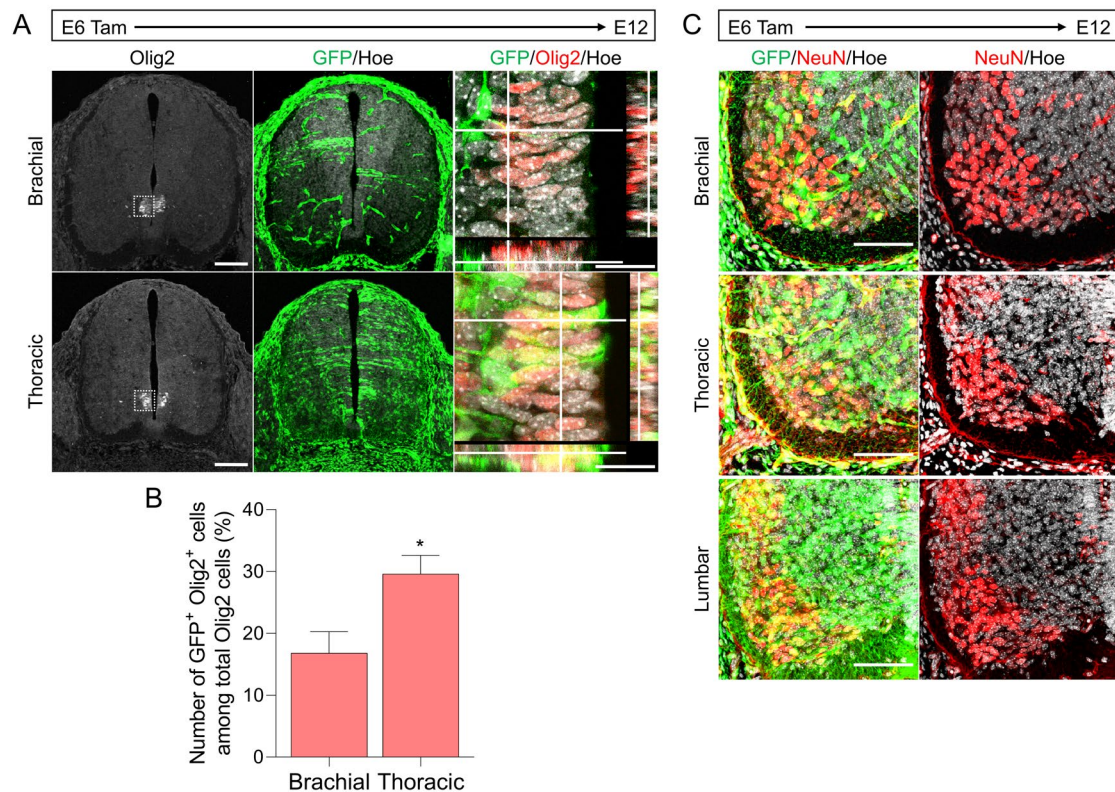 A
E6 Tam
E12
Olig2
GFP/Hoe
GFP/Olig2/Hoe
Brachial
Thoracic
B
Number of GFP+ Olig2+ cells
among total Olig2 cells (%)
40
30
20
10
0
*
Brachial
Thoracic
C
E6 Tam
E12
GFP/NeuN/Hoe
NeuN/Hoe
Brachial
Thoracic
Lumbar